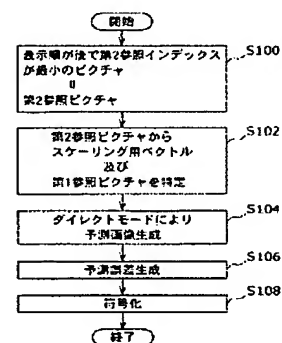 開始
S100
表示順が後で第2参照インデックス
が最小のピクチャ
॥
第2参照ピクチャ
S102
第2参照ピクチャから
スケーリング用ベクトル
及び
第1参照ピクチャを特定
S104
ダイレクトモードにより
予測画像生成
S106
予測誤差生成
S108
符号化
終了